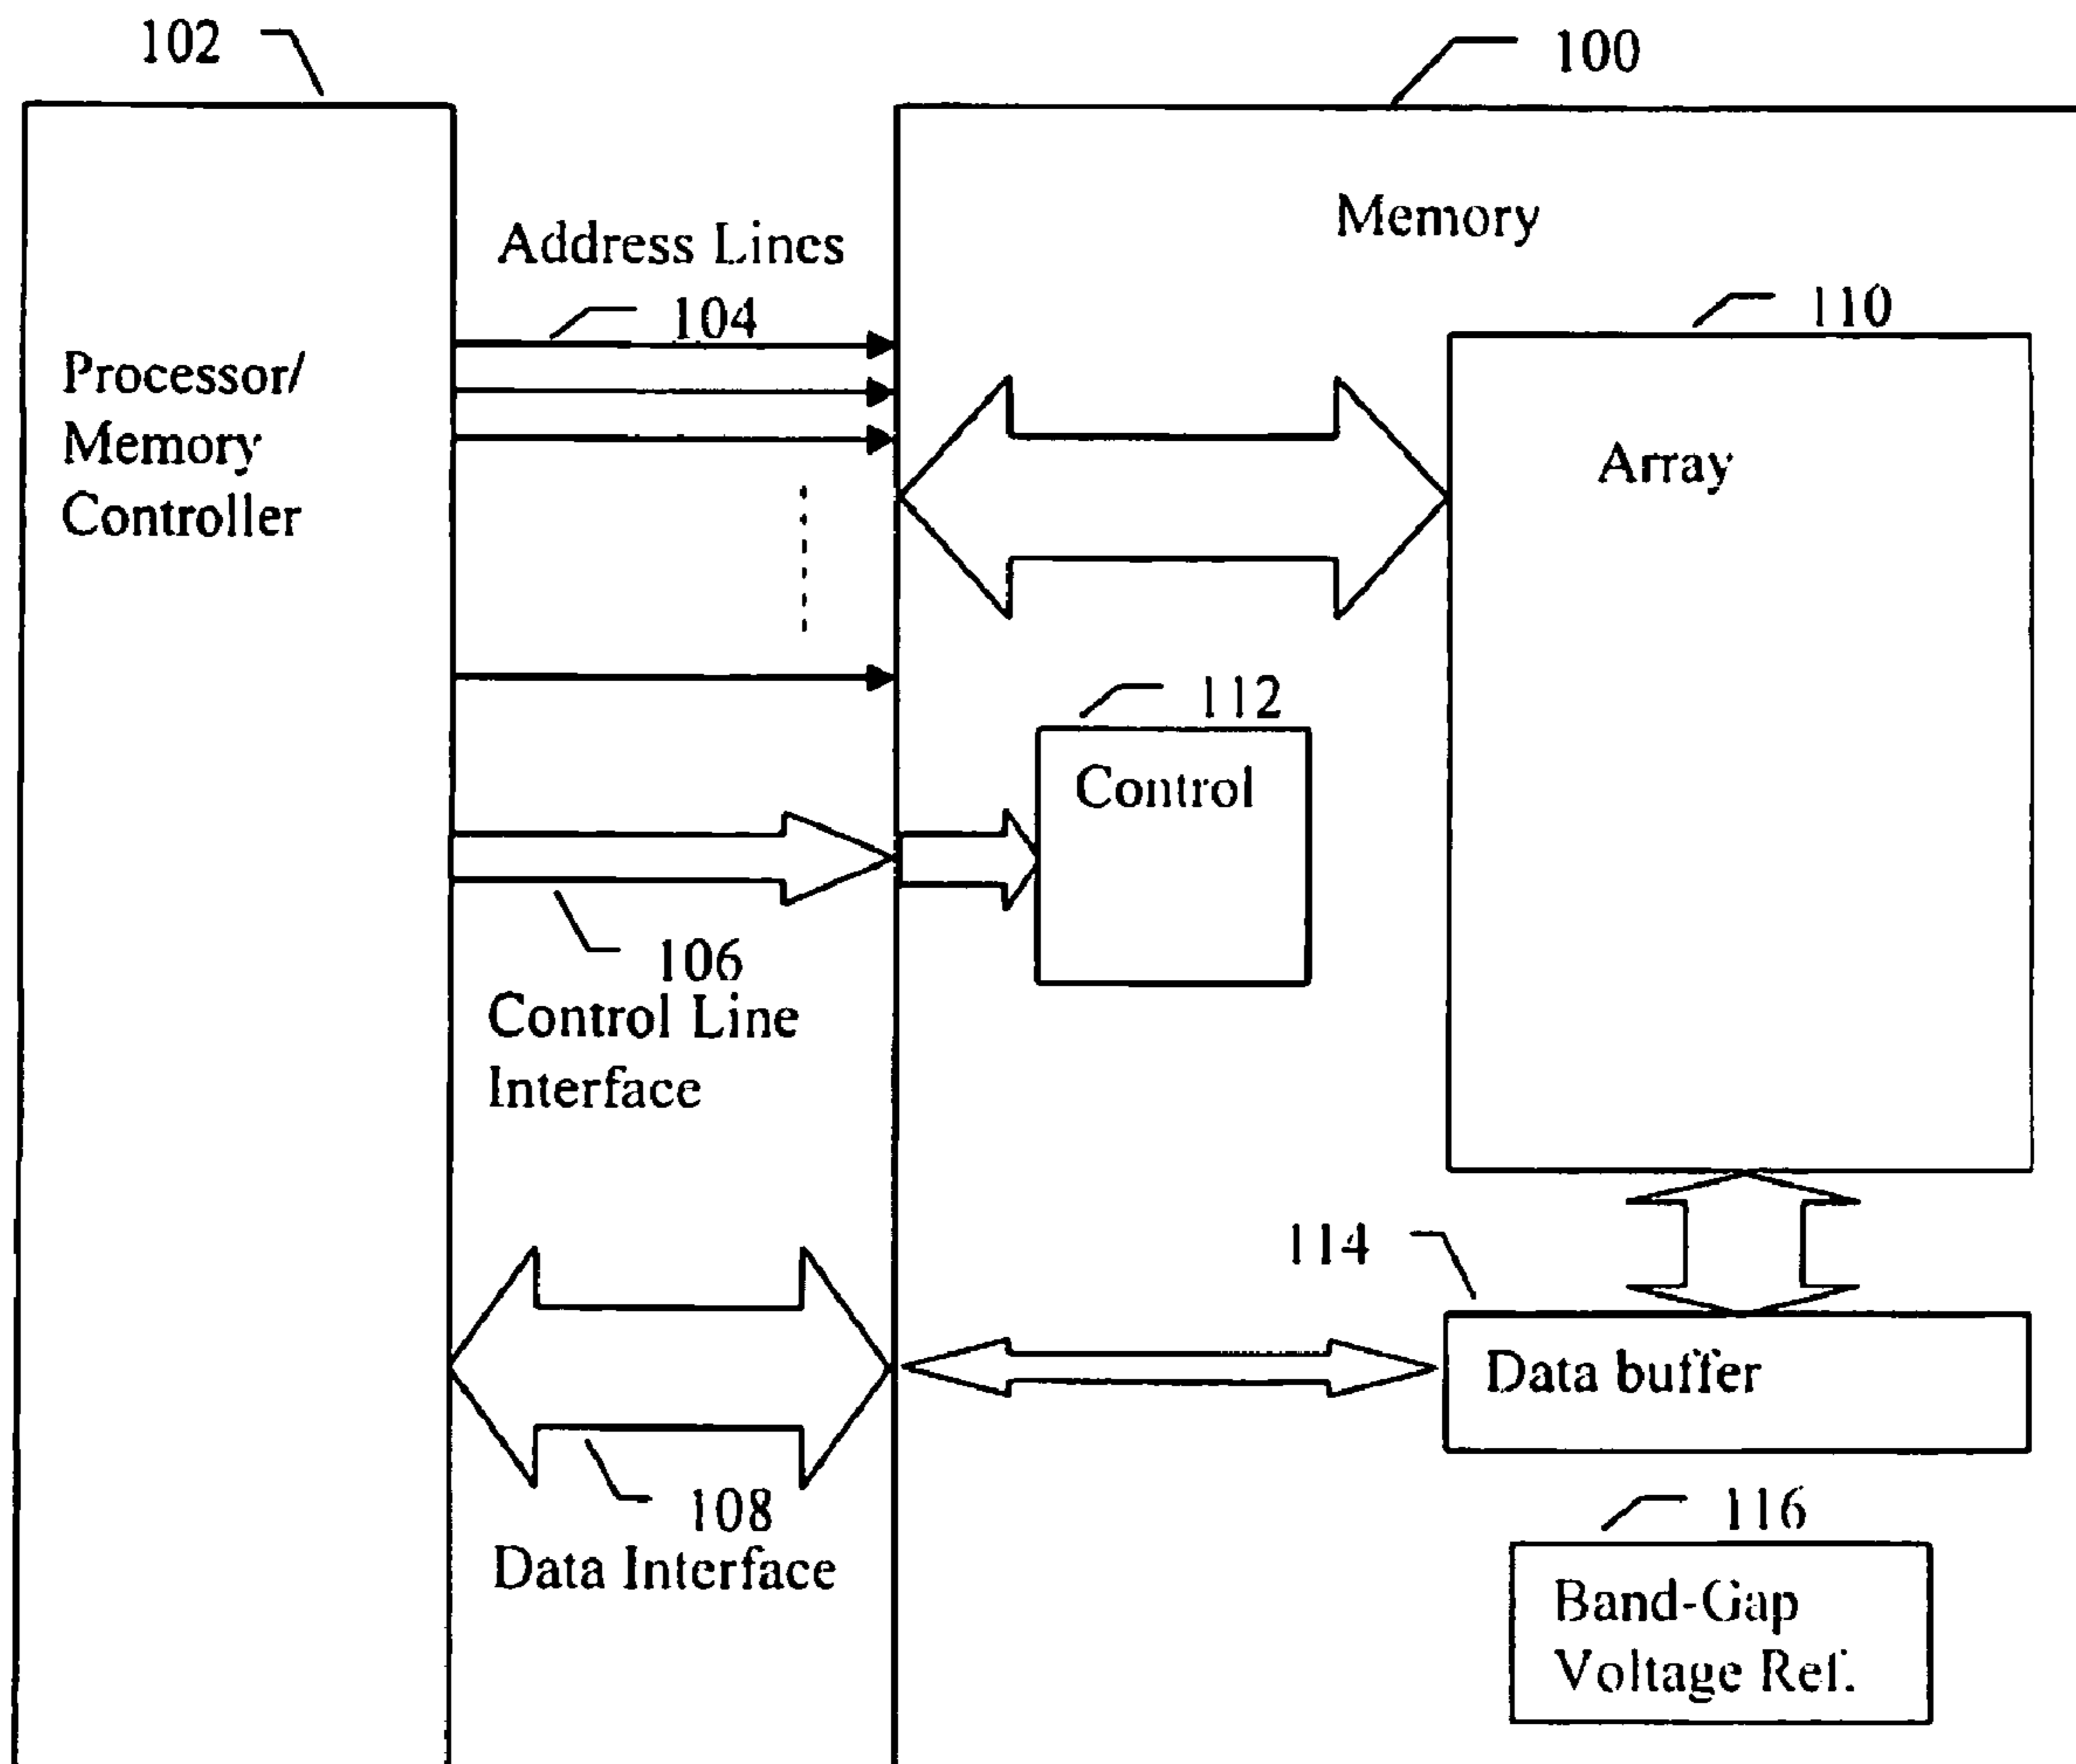 102
100
Memory
Address Lines
104
110
Processor/
Memory
Controller
Array
112
Control
106
Control Line
Interface
114
Data buffer
108
Data Interface
116
Band-Gap
Voltage Ref.